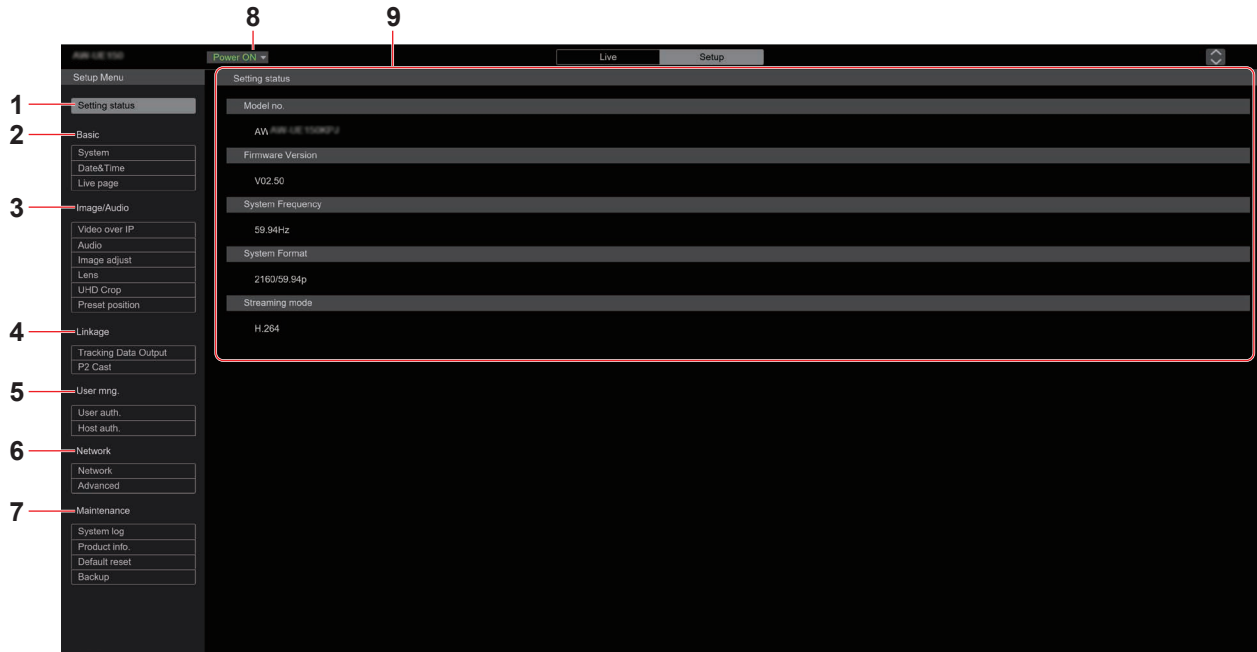 8
9
Power ON
Live
Setup
Setup Menu
Setting status
1
Setting status
Model no.
2
Basic
AW
System
Firmware Version
Date&Time
Live page
V02.50
3
Image/Audio
System Frequency
Video over IP
59.94Hz
Audio
System Format
Image adjust
Lens
2160/59.94p
UHD Crop
Preset position
Streaming mode
4
Linkage
H.264
Tracking Data Output
P2 Cast
5
User mng.
User auth.
Host auth.
6
Network
Network
Advanced
7
Maintenance
System log
Product info.
Default reset
Backup